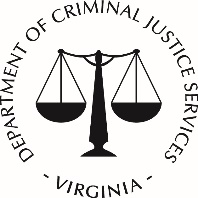 DEPARTMENT OF CRIMINAL JUSTICE SERVICES
- VIRGINIA -